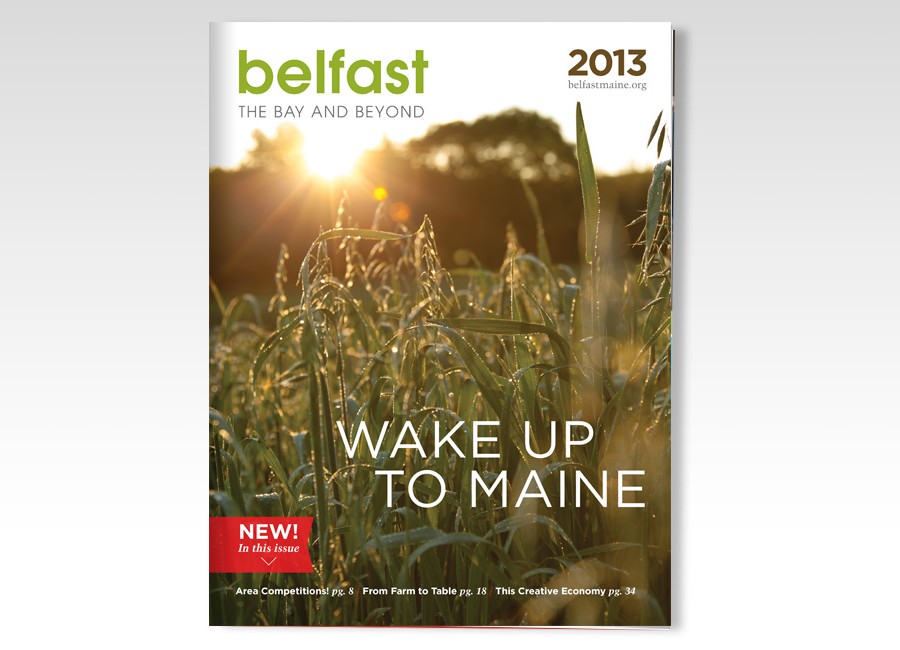 belfast
THE BAY AND BEYOND
2013
belfastmaine.org
WAKE UP
TO MAINE
NEW!
In this issue
Area Competitions! pg. 8 From Farm to Table pg. 18 This Creative Economy pg. 34